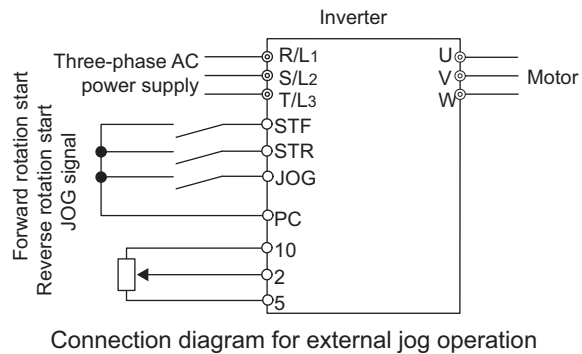 Inverter
Three-phase AC
power supply
R/L1
S/L2
T/L3
U
V
W
Motor
Forward rotation start
Reverse rotation start
JOG signal
STF
STR
JOG
PC
10
2
5
Connection diagram for external jog operation